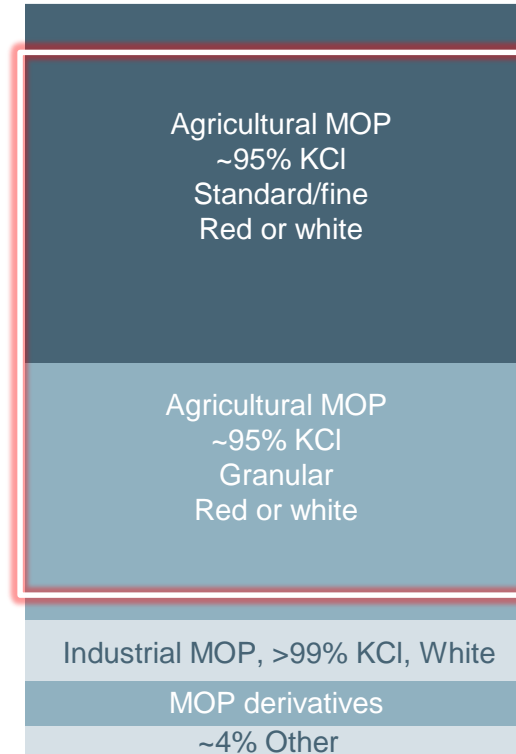 Agricultural MOP
~95% KCl
Standard/fine
Red or white
Agricultural MOP
~95% KCl
Granular
Red or white
Industrial MOP, >99% KCl, White
MOP derivatives
~4% Other